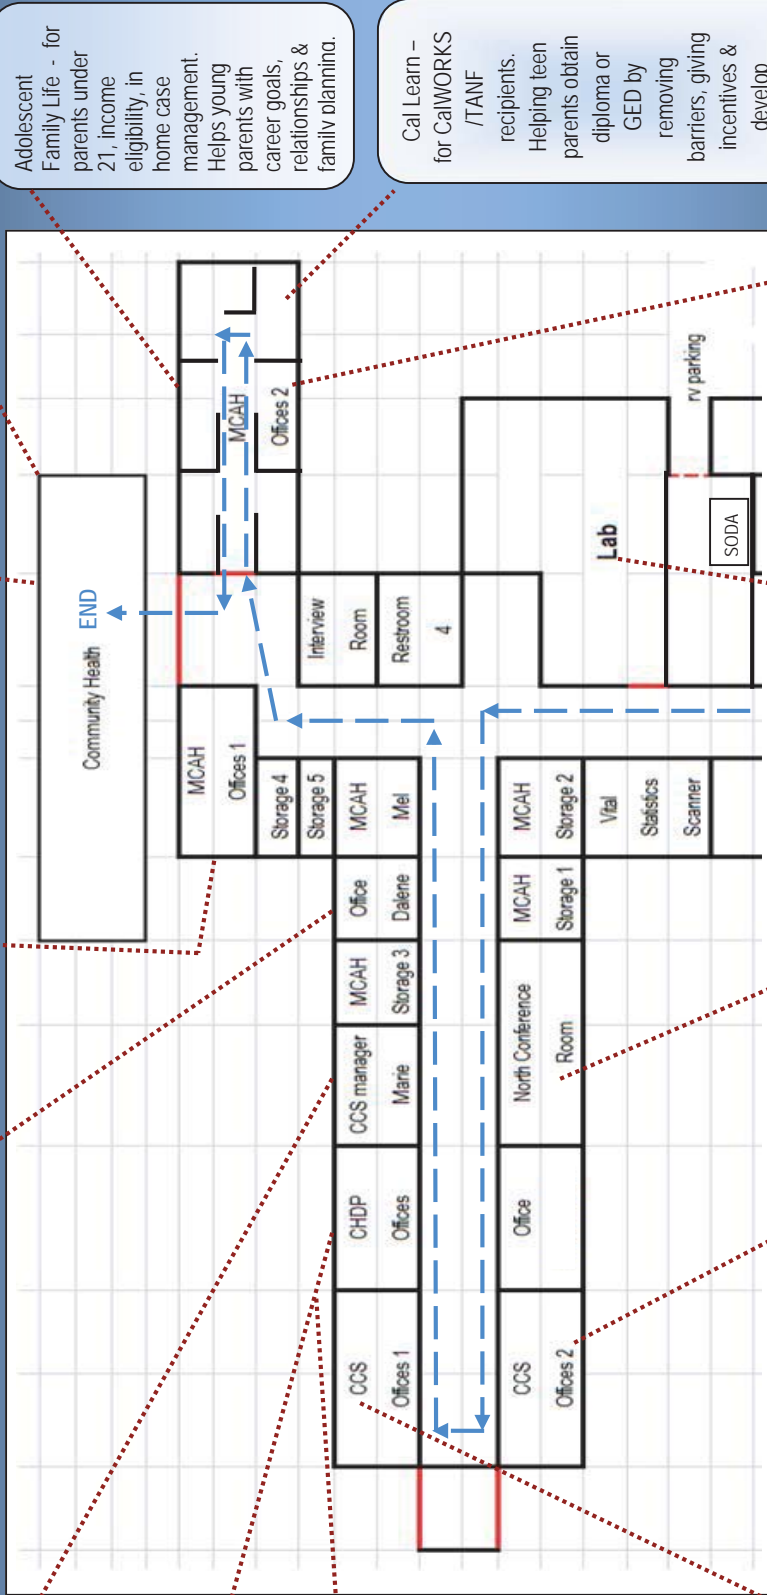 Adolescent
Family Life - for
parents under
21, income
eligibility, in
home case
management.
Helps young
parents with
career goals,
relationships &
family planning.
Cal Learn –
for CalWORKS
/TANF
recipients.
Helping teen
parents obtain
diploma or
GED by
removing
barriers, giving
incentives &
develop
Community Health
END
MCAH
Offices 1
MCAH
Offices 2
Storage 4
Storage 5
Interview
Room
Restroom
4
CCS
Offices 1
CHDP
Offices
CCS manager
Marie
MCAH
Storage 3
Office
Dalene
MCAH
Mel
CCS
Offices 2
Office
North Conference
Room
MCAH
Storage 1
MCAH
Storage 2
Vital
Statistics
Scanner
Lab
rv parking
SODA